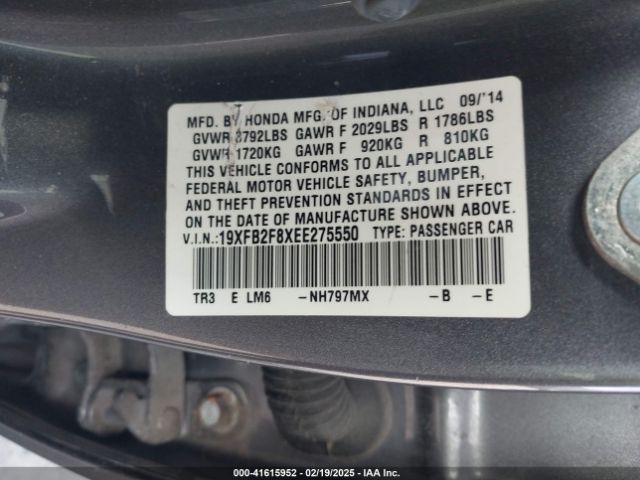 MFD. BY HONDA MFG. OF INDIANA, LLC 09/'14
GVWR 3792LBS GAWR F 2029LBS R 1786LBS
GVWR 1720KG GAWR F 920KG R 810KG
THIS VEHICLE CONFORMS TO ALL APPLICABLE
FEDERAL MOTOR VEHICLE SAFETY, BUMPER,
AND THEFT PREVENTION STANDARDS IN EFFECT
ON THE DATE OF MANUFACTURE SHOWN ABOVE.
V.I.N.:19XFB2F8XEE275550 TYPE: PASSENGER CAR
TR3 E LM6 -NH797MX -B -E
000-41615952 - 02/19/2025 - IAA Inc.